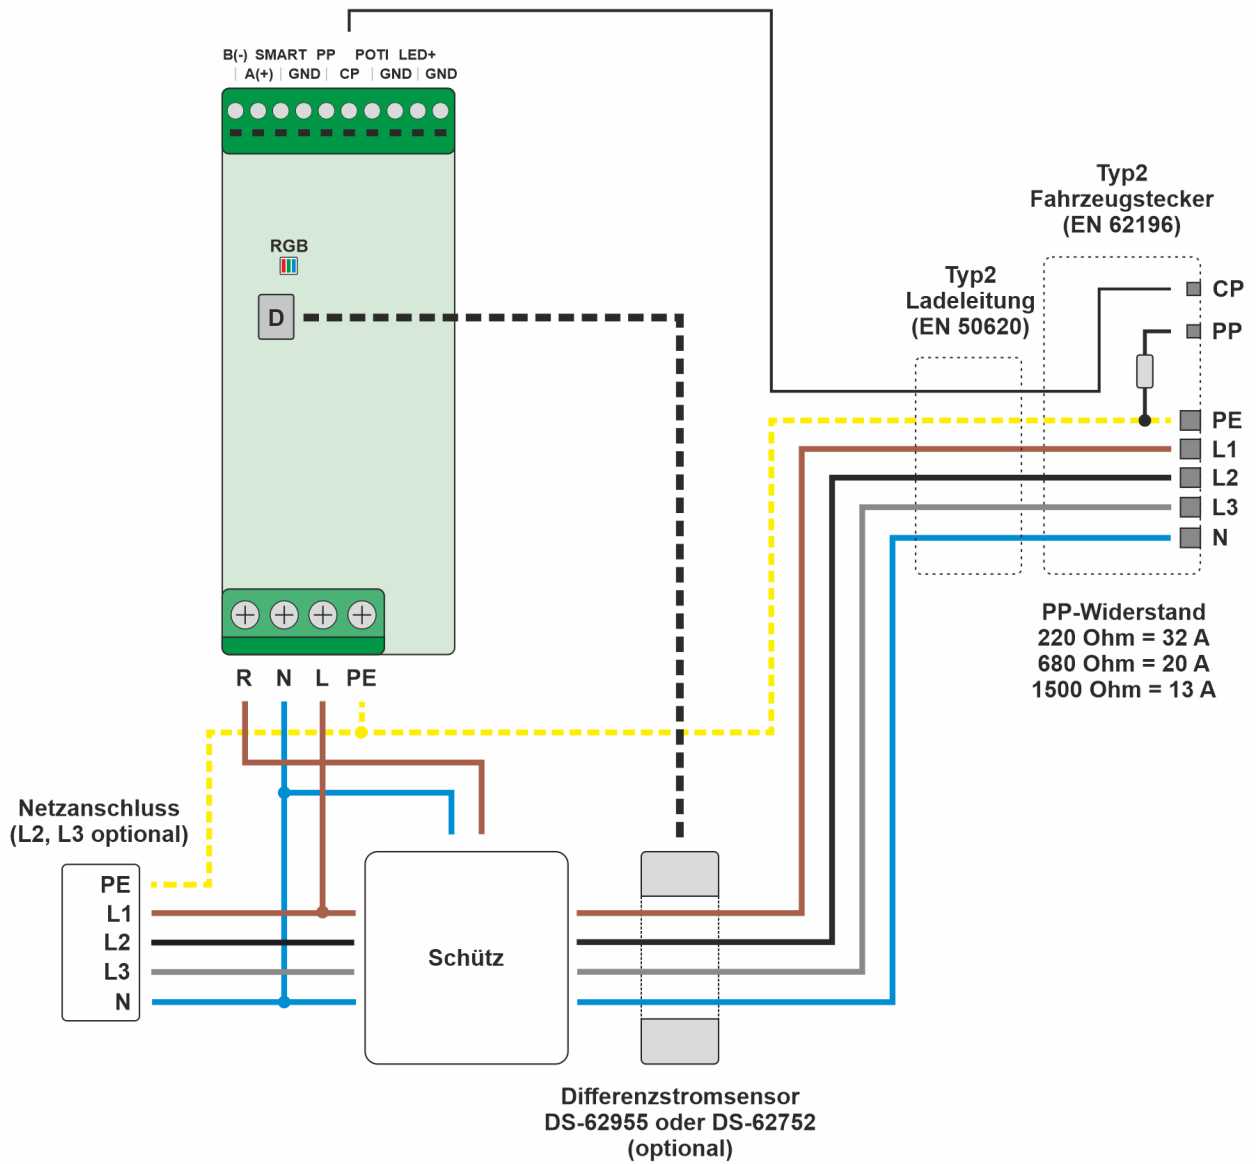 B(-) SMART PP POTI LED+
A(+) GND CP GND GND
RGB
D
R N L PE
Typ2
Fahrzeugstecker
(EN 62196)
Typ2
Ladeleitung
(EN 50620)
CP
PP
PE
L1
L2
L3
N
PP-Widerstand
220 Ohm = 32 A
680 Ohm = 20 A
1500 Ohm = 13 A
Netzanschluss
(L2, L3 optional)
PE
L1
L2
L3
N
Schütz
Differenzstromsensor
DS-62955 oder DS-62752
(optional)